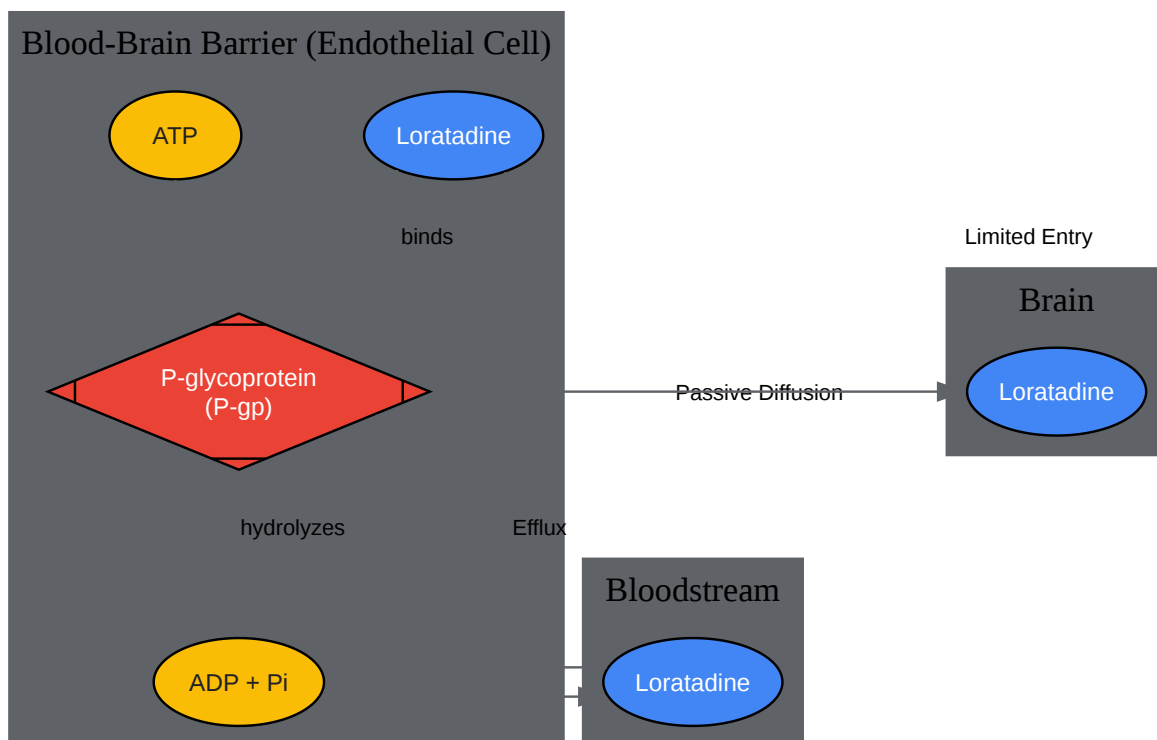 Blood-Brain Barrier (Endothelial Cell)
ATP
Loratadine
binds
Limited Entry
Brain
P-glycoprotein
(P-gp)
Passive Diffusion
Loratadine
hydrolyzes
Efflux
Bloodstream
ADP + Pi
Loratadine